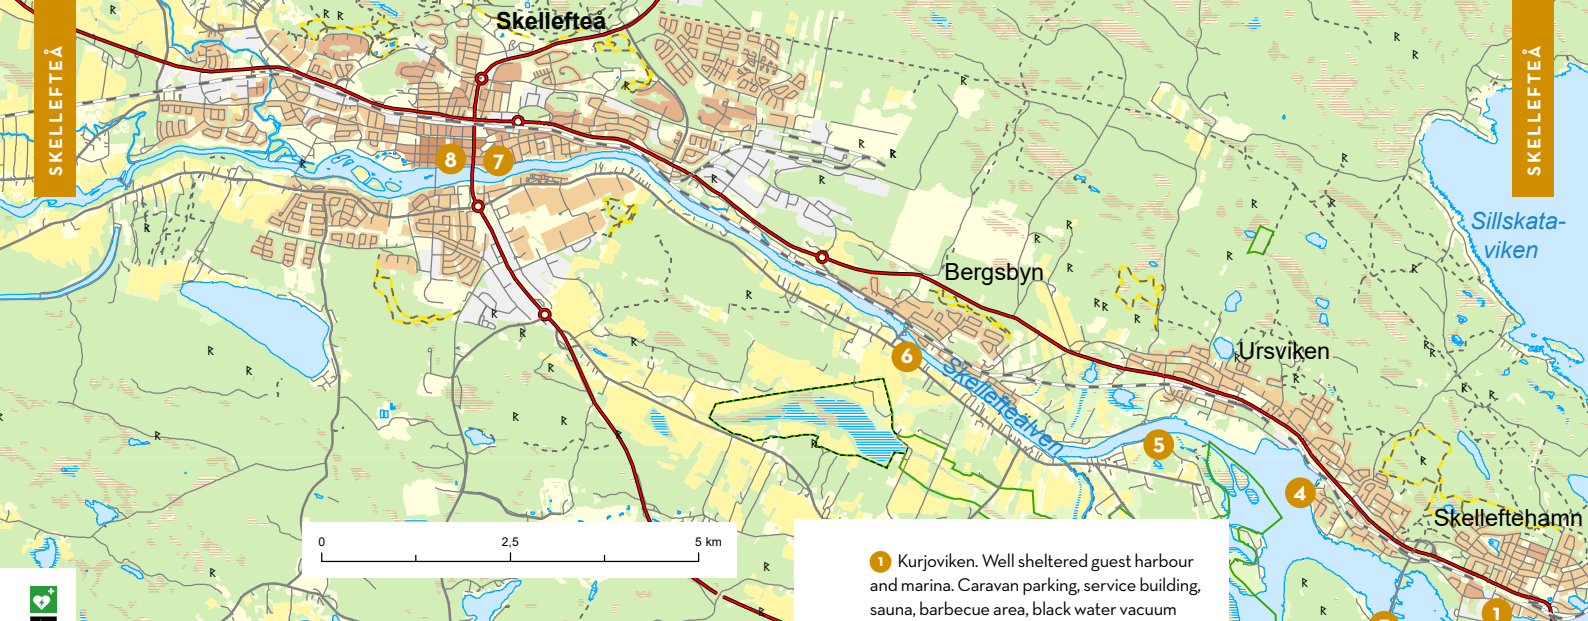 SKELLEFTEÅ
Skellefteå
SKELLEFTEÅ
Sillskata-
viken
8
7
Bergsbyn
Ursviken
6
Skellefteälven
5
4
Skelleftehamn
0
2,5
5 km
1 Kurjoviken. Well sheltered guest harbour
and marina. Caravan parking, service building,
sauna, barbecue area, black water vacuum
1